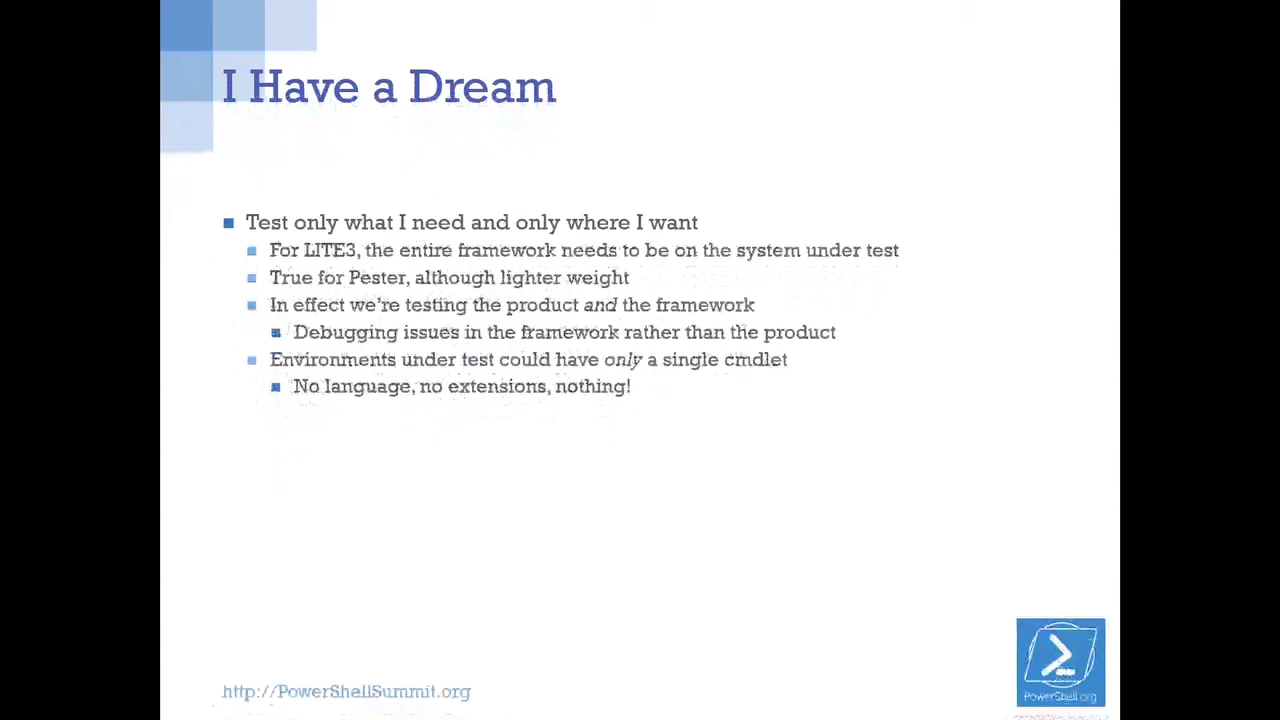 I Have a Dream
Test only what I need and only where I want
For LITE3, the entire framework needs to be on the system under test
True for Pester, although lighter weight
In effect we're testing the product and the framework
Debugging issues in the framework rather than the product
Environments under test could have only a single cmdlet
No language, no extensions, nothing!
http://PowerShellSummit.org
PowerShell.org